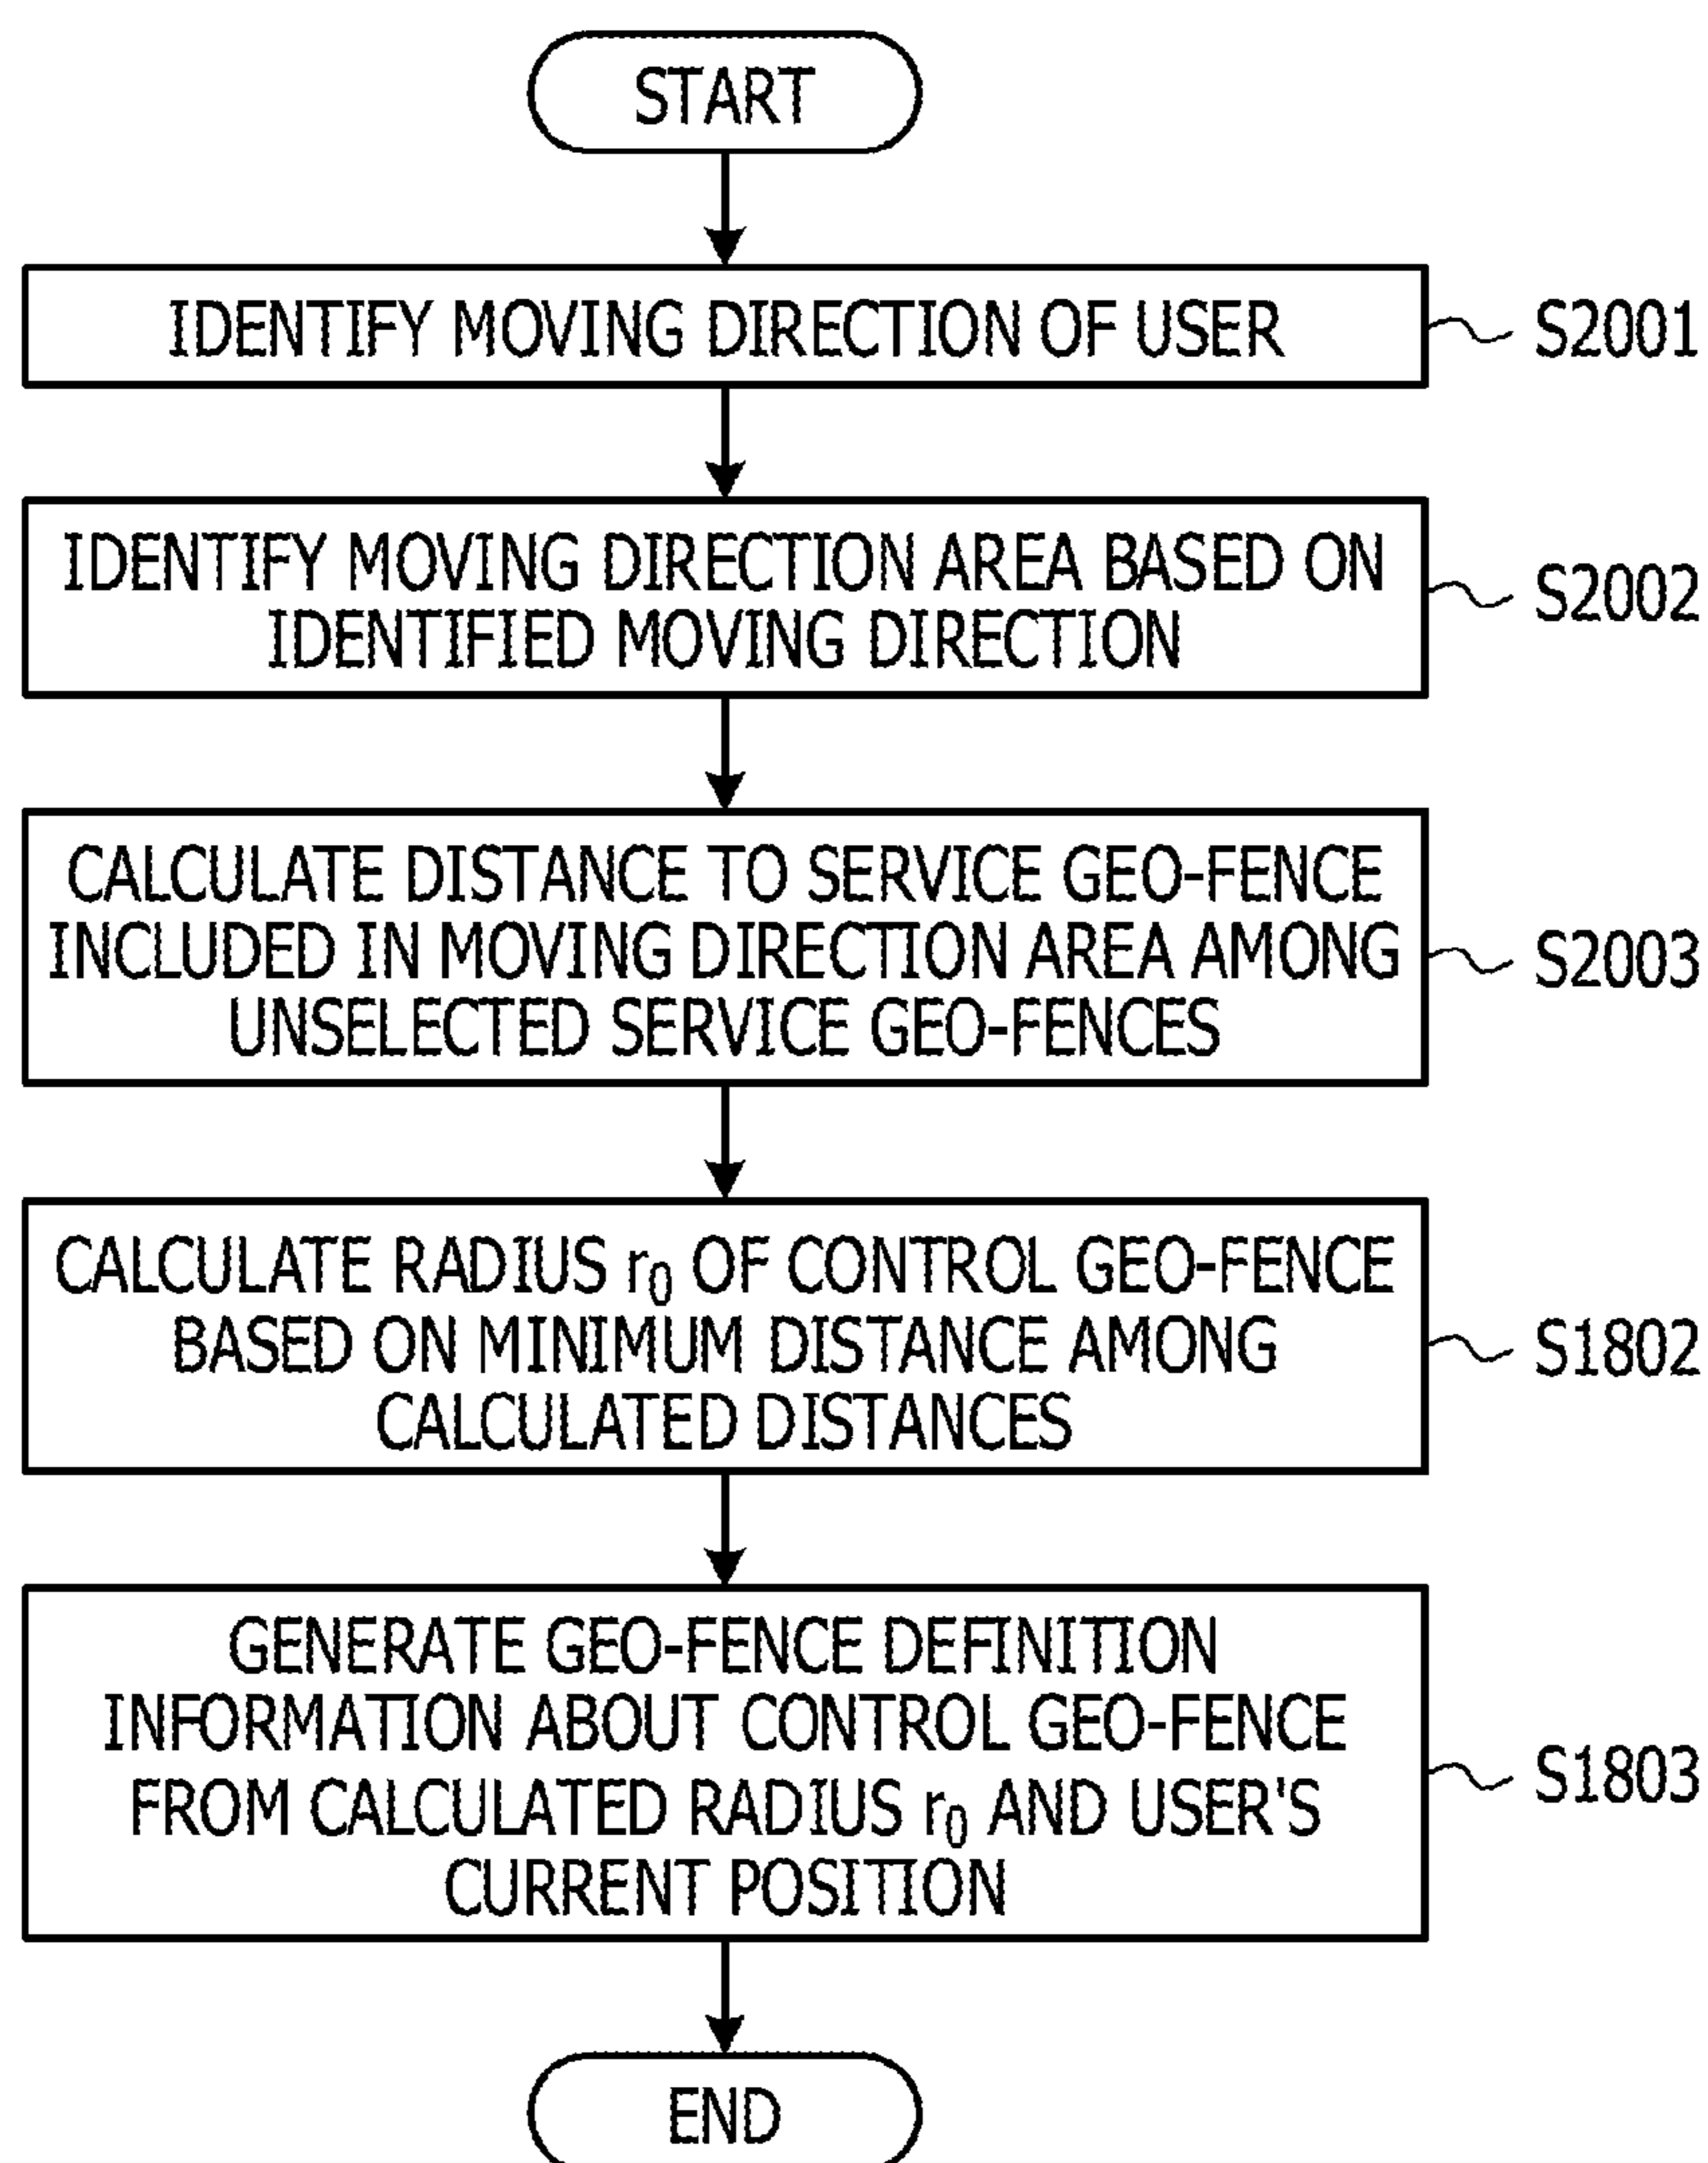 START
IDENTIFY MOVING DIRECTION OF USER
S2001
IDENTIFY MOVING DIRECTION AREA BASED ON
IDENTIFIED MOVING DIRECTION
S2002
CALCULATE DISTANCE TO SERVICE GEO-FENCE
INCLUDED IN MOVING DIRECTION AREA AMONG
UNSELECTED SERVICE GEO-FENCES
S2003
CALCULATE RADIUS r₀ OF CONTROL GEO-FENCE
BASED ON MINIMUM DISTANCE AMONG
CALCULATED DISTANCES
S1802
GENERATE GEO-FENCE DEFINITION
INFORMATION ABOUT CONTROL GEO-FENCE
FROM CALCULATED RADIUS r₀ AND USER'S
CURRENT POSITION
S1803
END